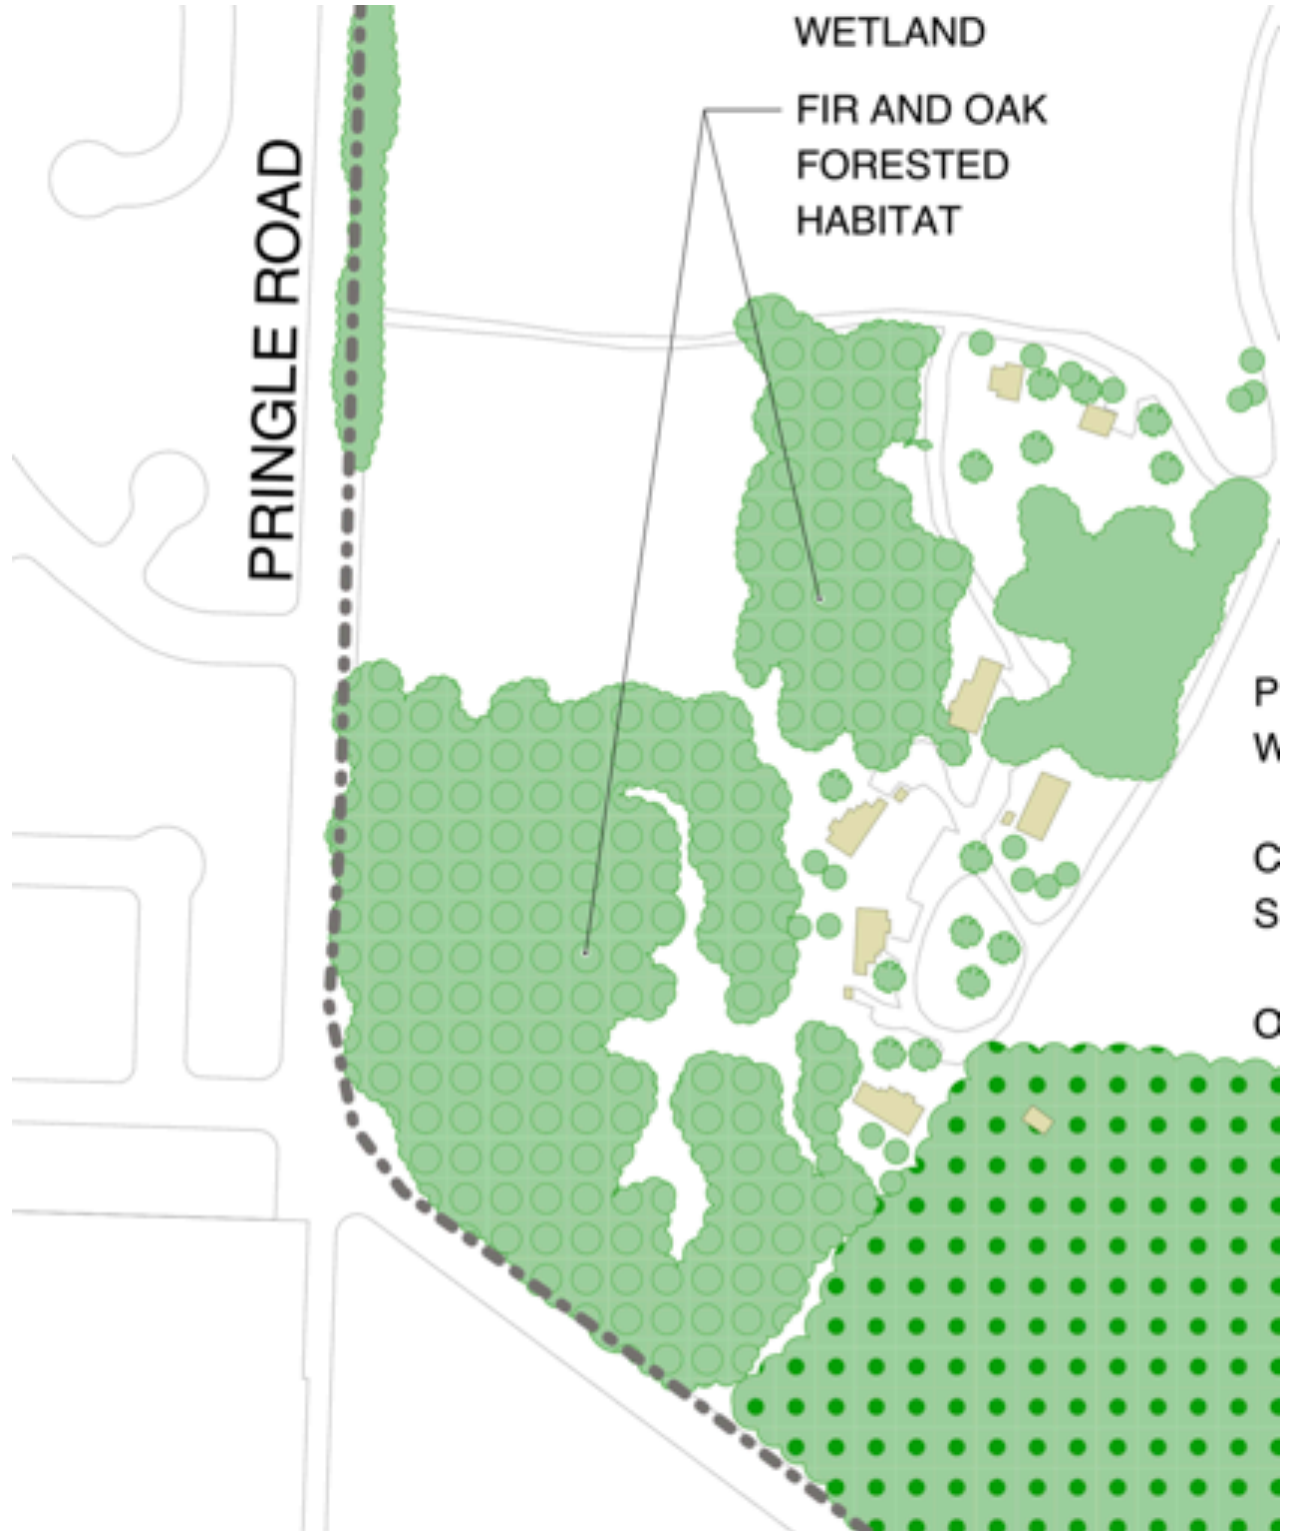 WETLAND
FIR AND OAK
FORESTED
HABITAT
PRINGLE ROAD
P
W
C
S
O